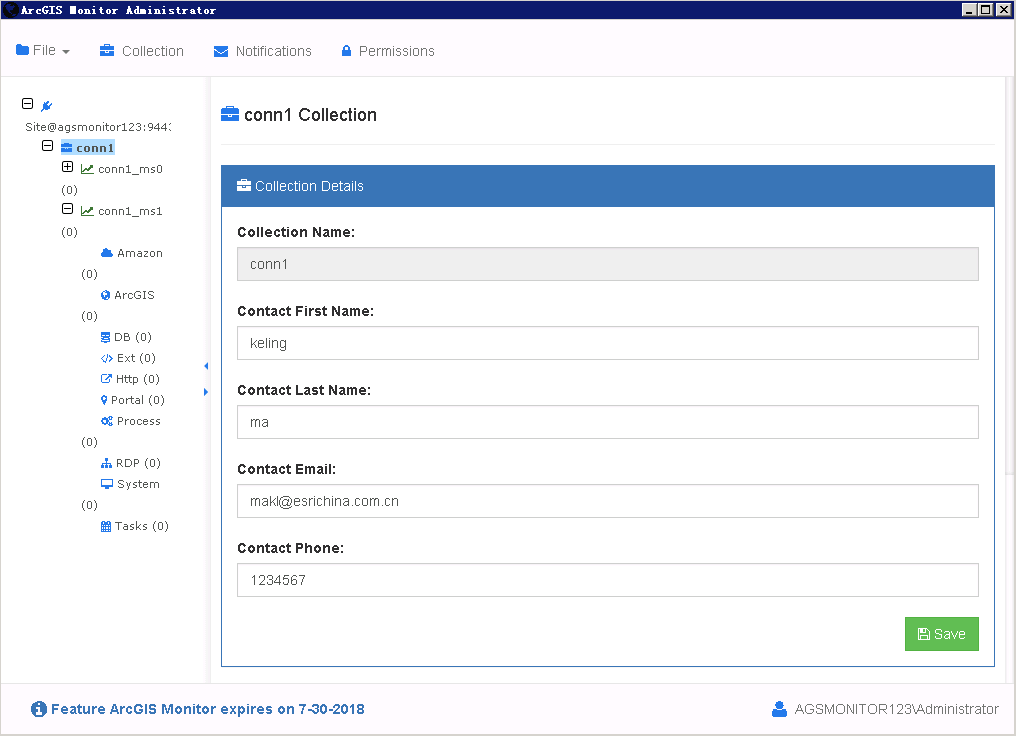 ArcGIS Monitor Administrator
File
Collection
Notifications
Permissions
Site@agsmonitor123:944
conn1
conn1_ms0
(0)
conn1_ms1
(0)
Amazon
(0)
ArcGIS
(0)
DB (0)
Ext (0)
Http (0)
Portal (0)
Process
(0)
RDP (0)
System
(0)
Tasks (0)
conn1 Collection
Collection Details
Collection Name:
conn1
Contact First Name:
keling
Contact Last Name:
ma
Contact Email:
makl@esrichina.com.cn
Contact Phone:
1234567
Save
Feature ArcGIS Monitor expires on 7-30-2018
AGSMONITOR123\Administrator